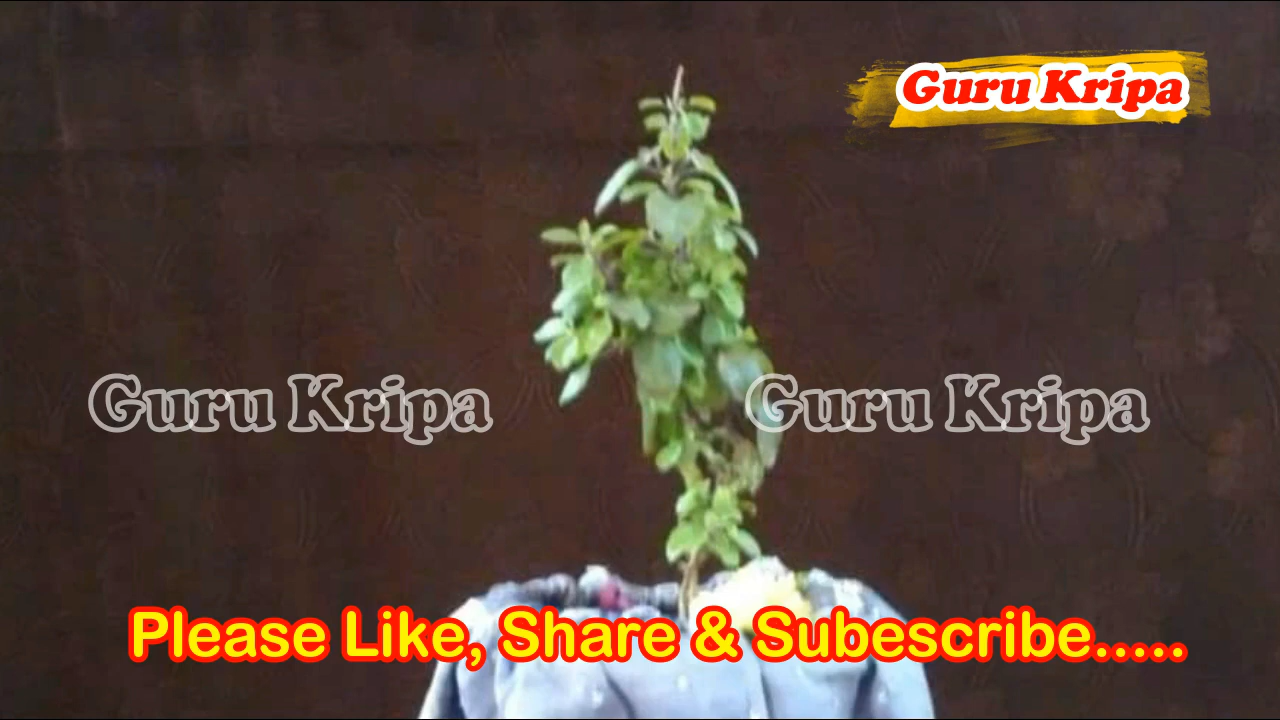 Guru Kripa
Guru Kripa Guru Kripa
Please Like, Share & Subescribe.....